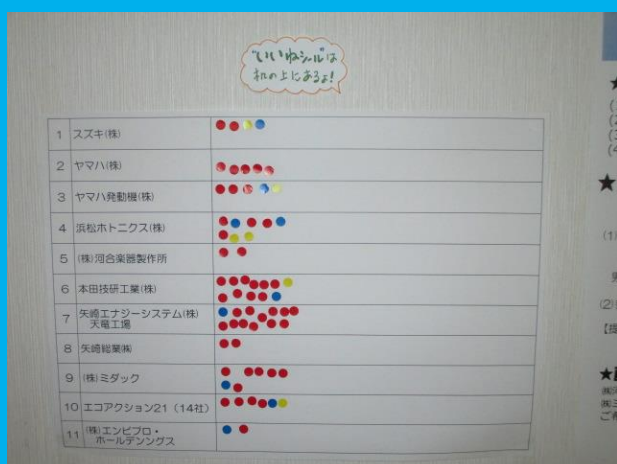 "いいねシール"は
机の上にあるよ!
1 スズキ(株)
2 ヤマハ(株)
3 ヤマハ発動機(株)
4 浜松ホトニクス(株)
5 (株)河合楽器製作所
6 本田技研工業(株)
7 矢崎エナジーシステム(株)
天竜工場
8 矢崎総業㈱
9 (株)ミダック
10 エコアクション21(14社)
11 (株)エンビプロ・
ホールデンングス
★
(1)
(2)
★